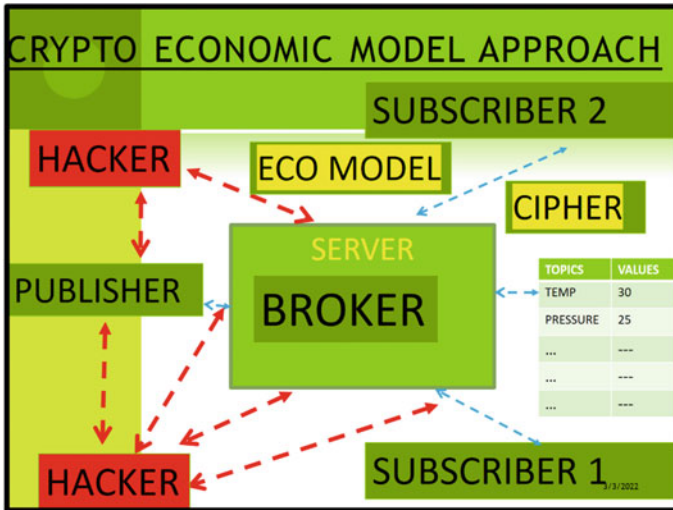 CRYPTO ECONOMIC MODEL APPROACH
SUBSCRIBER 2
HACKER
ECO MODEL
CIPHER
SERVER
BROKER
PUBLISHER
TOPICS VALUES
TEMP 30
PRESSURE 25
... ---
... ---
... ---
HACKER
SUBSCRIBER 1
3/3/2022